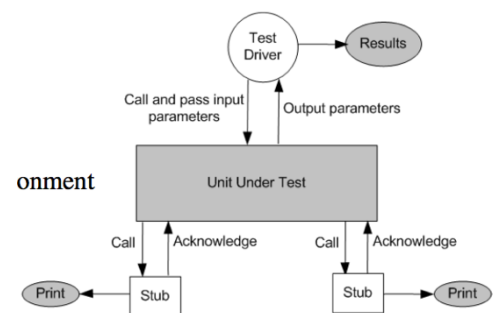 Test
Driver
Results
Call and pass input
parameters
Output parameters
onment
Unit Under Test
Call
Acknowledge
Call
Acknowledge
Print
Stub
Stub
Print